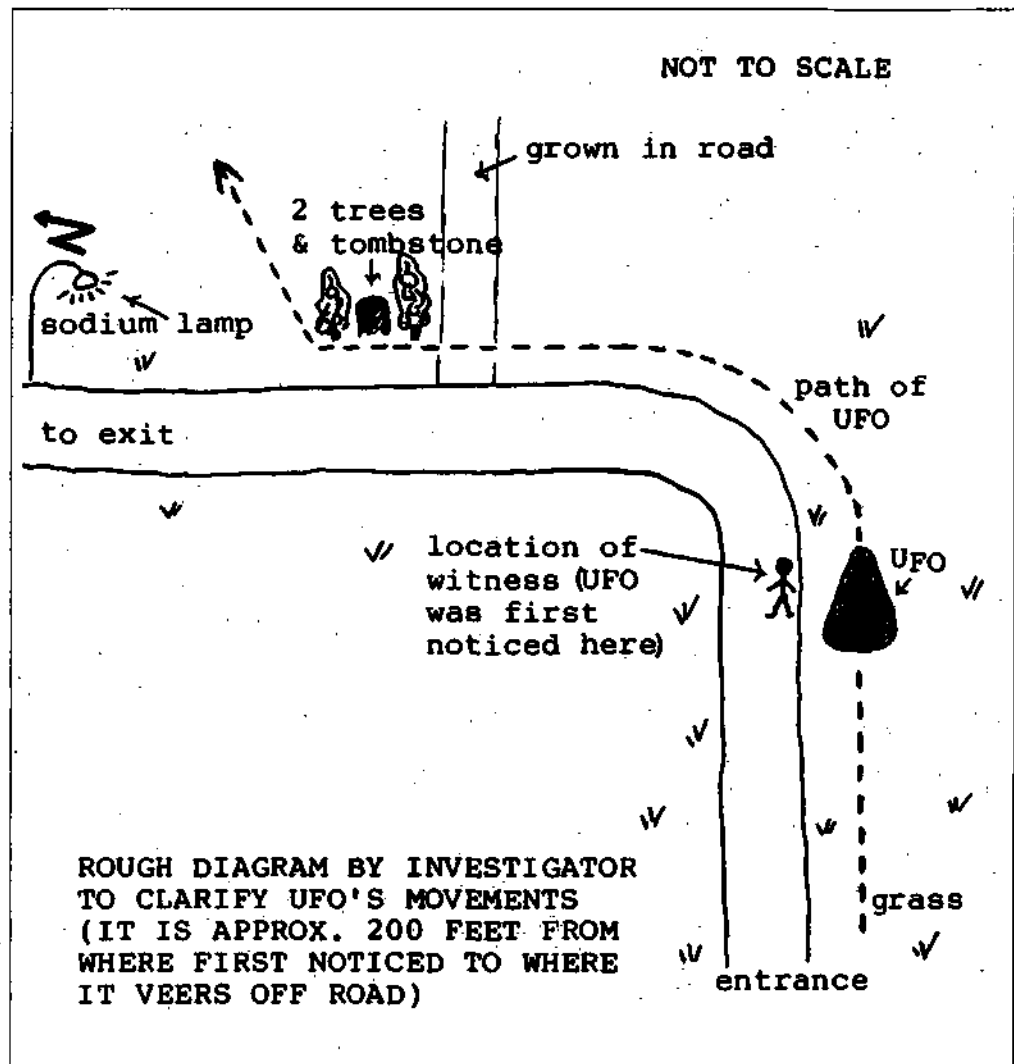 NOT TO SCALE
grown in road
2 trees
& tombstone
sodium lamp
path of
UFO
to exit
location of
witness (UFO
was first
noticed here)
UFO
ROUGH DIAGRAM BY INVESTIGATOR
TO CLARIFY UFO'S MOVEMENTS
(IT IS APPROX. 200 FEET FROM
WHERE FIRST NOTICED TO WHERE
IT VEERS OFF ROAD)
grass
entrance